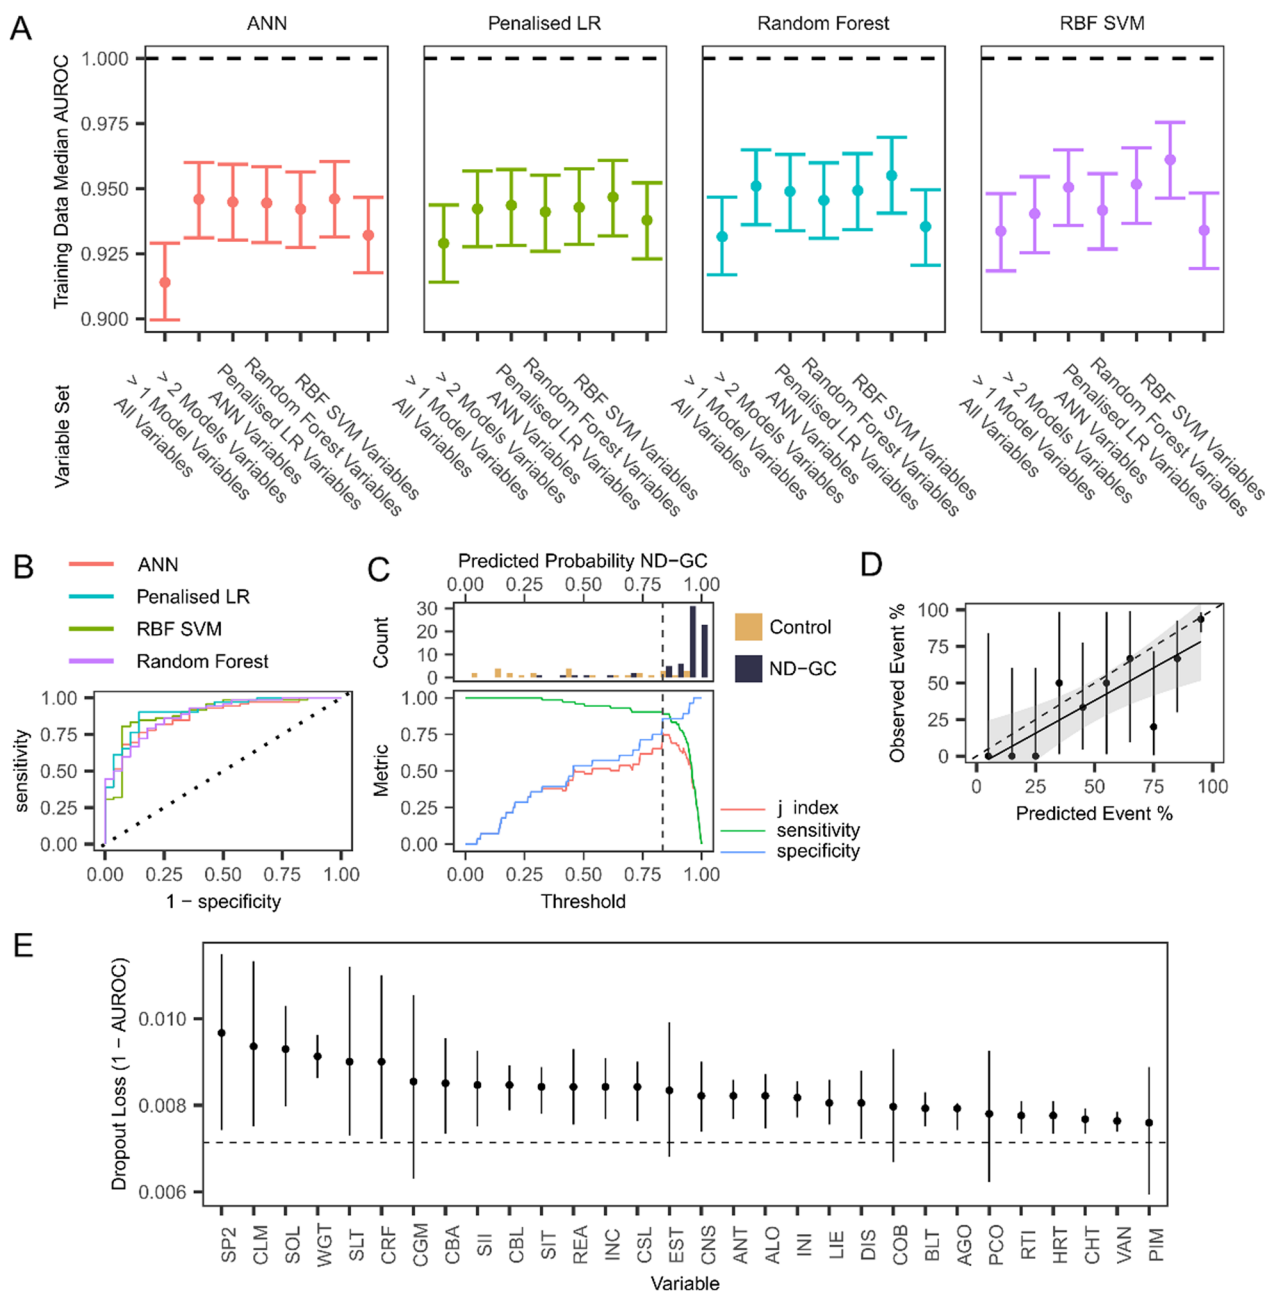 A
ANN
Penalised LR
Random Forest
RBF SVM
Training Data Median AUROC
1.000
0.975
0.950
0.925
0.900
Variable Set
All Variables
> 1 Model Variables
> 2 Models Variables
ANN Variables
Penalised LR Variables
Random Forest Variables
RBF SVM Variables
All Variables
> 1 Model Variables
> 2 Models Variables
ANN Variables
Penalised LR Variables
Random Forest Variables
RBF SVM Variables
All Variables
> 1 Model Variables
> 2 Models Variables
ANN Variables
Penalised LR Variables
Random Forest Variables
RBF SVM Variables
All Variables
> 1 Model Variables
> 2 Models Variables
ANN Variables
Penalised LR Variables
Random Forest Variables
RBF SVM Variables
B
ANN
Penalised LR
RBF SVM
Random Forest
sensitivity
1.00
0.75
0.50
0.25
0.00
0.00 0.25 0.50 0.75 1.00
1 − specificity
C
Predicted Probability ND−GC
0.00 0.25 0.50 0.75 1.00
Count
30
20
10
0
Control
ND−GC
Metric
1.00
0.75
0.50
0.25
0.00
j index
sensitivity
specificity
0.00 0.25 0.50 0.75 1.00
Threshold
D
Observed Event %
100
75
50
25
0
0 25 50 75 100
Predicted Event %
E
Dropout Loss (1 − AUROC)
0.010
0.008
0.006
SP2 CLM SOL WGT SLT CRF CGM CBA SII CBL SIT REA INC CSL EST CNS ANT ALO INI LIE DIS COB BLT AGO PCO RTI HRT CHT VAN PIM
Variable